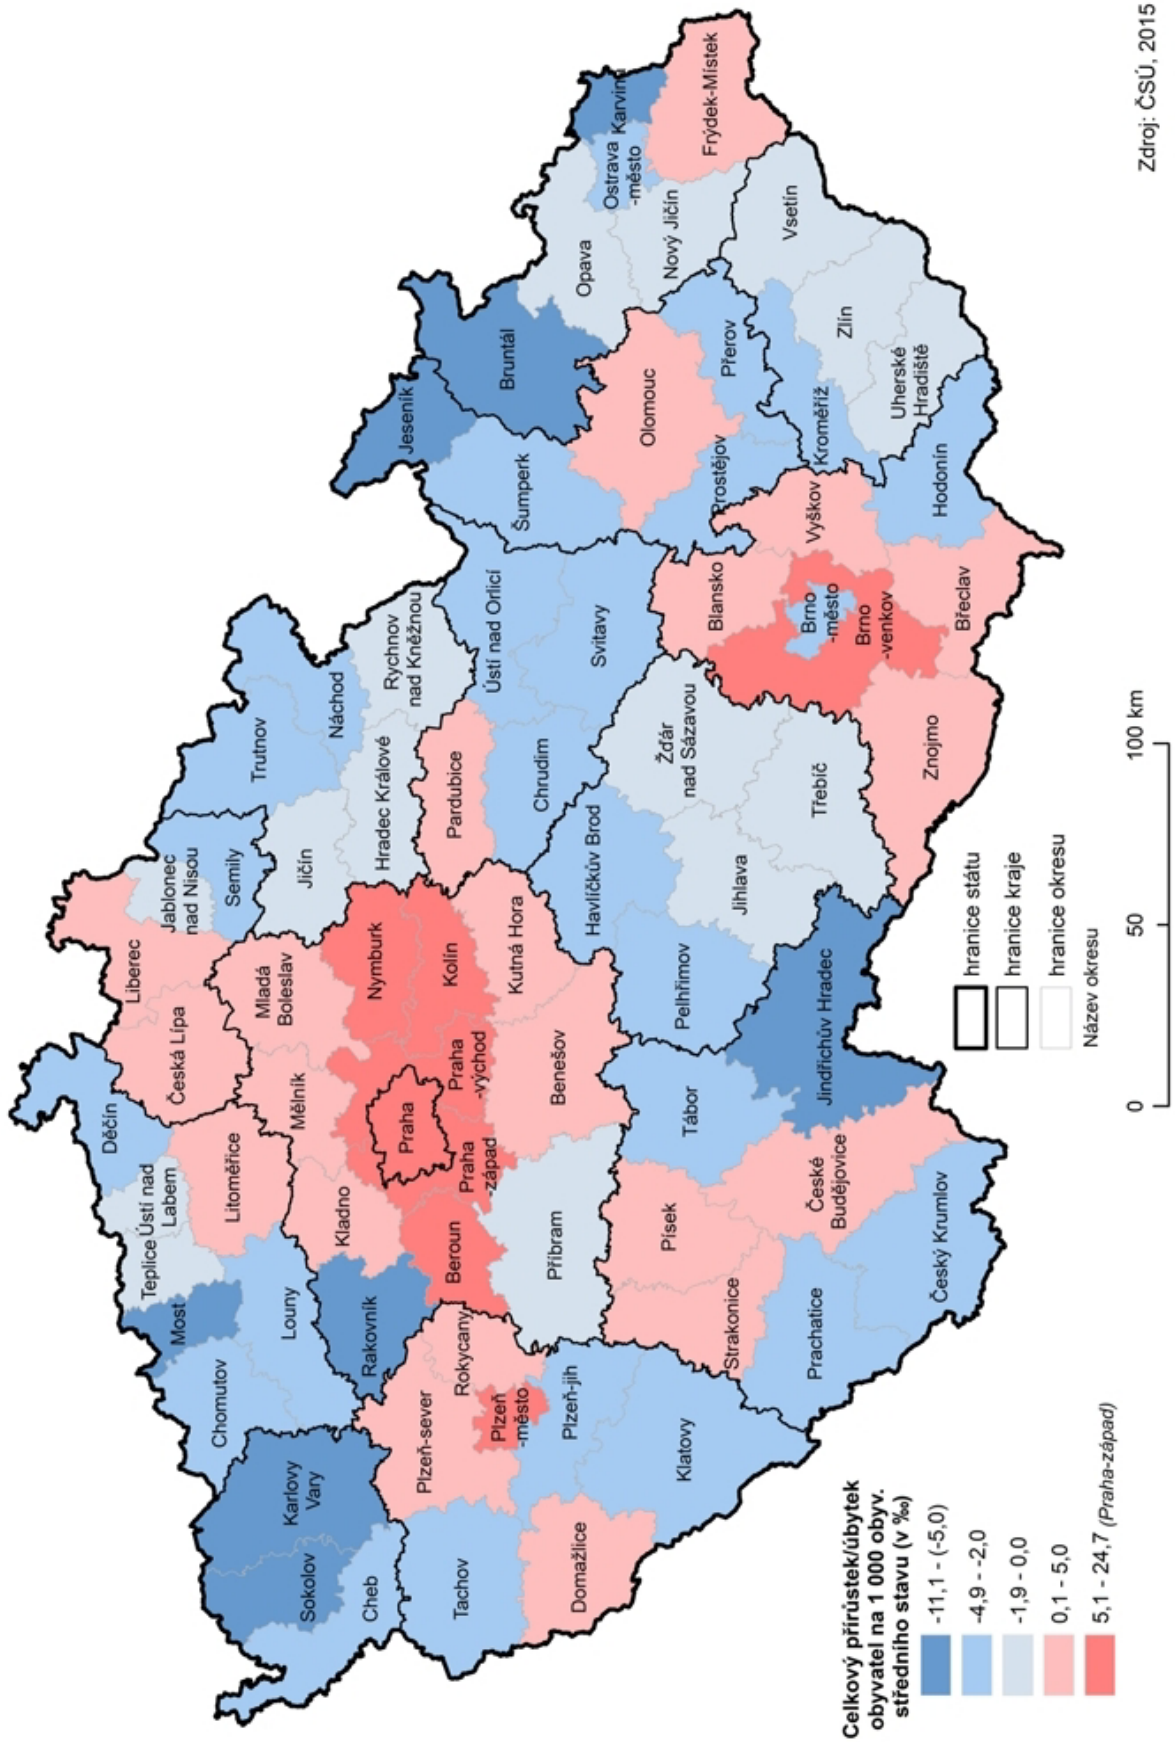 Liberec
Jablonec
nad Nisou
Česká Lípa
Semily
Děčín
Ústí nad
Labem
Teplice
Most
Litoměřice
Louny
Chomutov
Karlovy
Vary
Sokolov
Cheb
Trutnov
Náchod
Jičín
Hradec Králové
Rychnov
nad Kněžnou
Mladá
Boleslav
Mělník
Kladno
Rakovník
Nymburk
Kolín
Praha
Praha
-východ
Praha
-západ
Beroun
Kutná Hora
Benešov
Příbram
Plzeň-sever
Rokycany
Plzeň
-město
Plzeň-jih
Tachov
Domažlice
Klatovy
Pardubice
Chrudim
Ústí nad Orlicí
Svitavy
Jeseník
Bruntál
Šumperk
Olomouc
Opava
Ostrava
-město
Karviná
Frýdek-Místek
Nový Jičín
Přerov
Prostějov
Vsetín
Zlín
Kroměříž
Uherské
Hradiště
Hodonín
Vyškov
Blansko
Brno
-město
Brno
-venkov
Břeclav
Znojmo
Žďár
nad Sázavou
Třebíč
Jihlava
Havlíčkův Brod
Pelhřimov
Tábor
Jindřichův Hradec
Písek
Strakonice
České
Budějovice
Prachatice
Český Krumlov
Celkový přírůstek/úbytek
obyvatel na 1 000 obyv.
středního stavu (v ‰)
-11,1 - (-5,0)
-4,9 - -2,0
-1,9 - 0,0
0,1 - 5,0
5,1 - 24,7 (Praha-západ)
hranice státu
hranice kraje
hranice okresu
Název okresu
0 50 100 km
Zdroj: ČSÚ, 2015